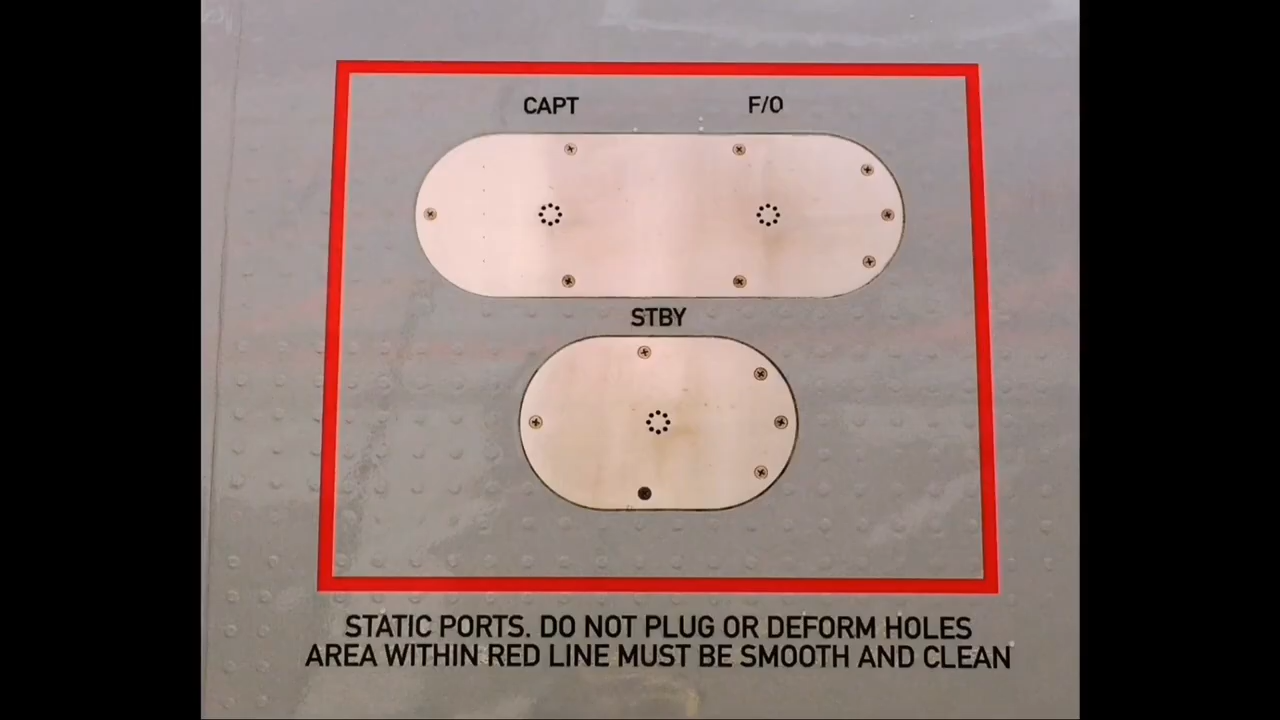 CAPT F/O
STBY
STATIC PORTS. DO NOT PLUG OR DEFORM HOLES
AREA WITHIN RED LINE MUST BE SMOOTH AND CLEAN